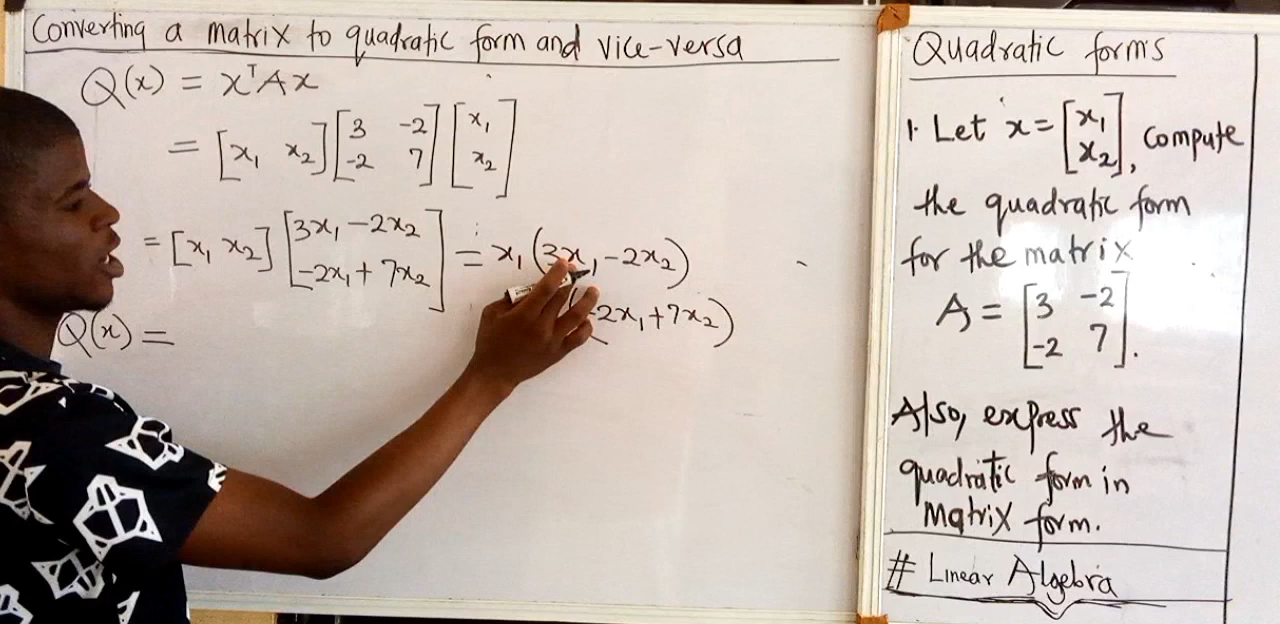 Converting a matrix to quadratic form and vice-versa
Q(x) = xᵀAx
= [x₁ x₂] [3 -2; -2 7] [x₁; x₂]
= [x₁ x₂] [3x₁ - 2x₂; -2x₁ + 7x₂] = x₁(3x₁ - 2x₂)
(-2x₁ + 7x₂)
Q(x) =
Quadratic forms
1. Let x = [x₁; x₂], compute
the quadratic form
for the matrix
A = [3 -2; -2 7].
Also, express the
quadratic form in
Matrix form.
# Linear Algebra